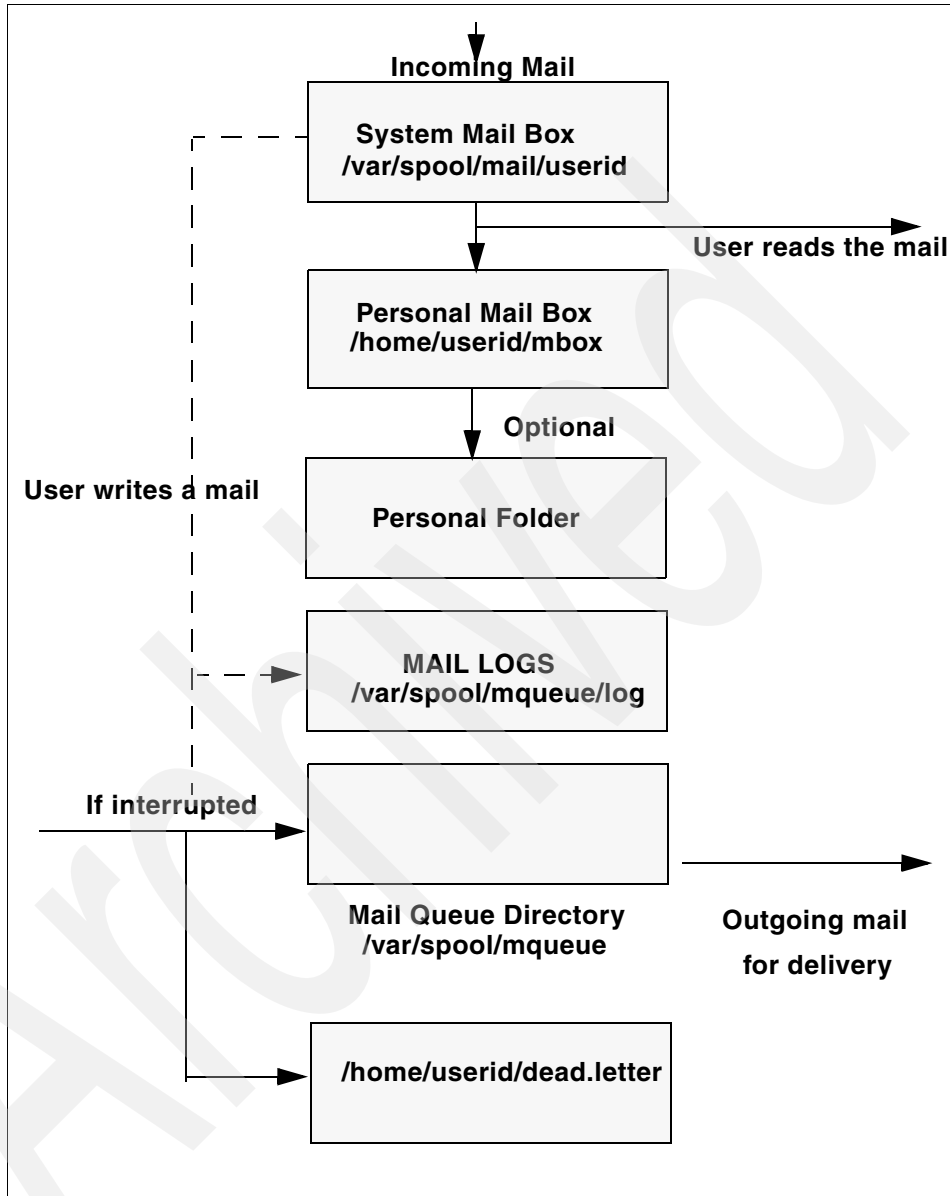 Incoming Mail
System Mail Box
/var/spool/mail/userid
User reads the mail
Personal Mail Box
/home/userid/mbox
Optional
User writes a mail
Personal Folder
MAIL LOGS
/var/spool/mqueue/log
If interrupted
Mail Queue Directory
/var/spool/mqueue
Outgoing mail
for delivery
/home/userid/dead.letter
Archived